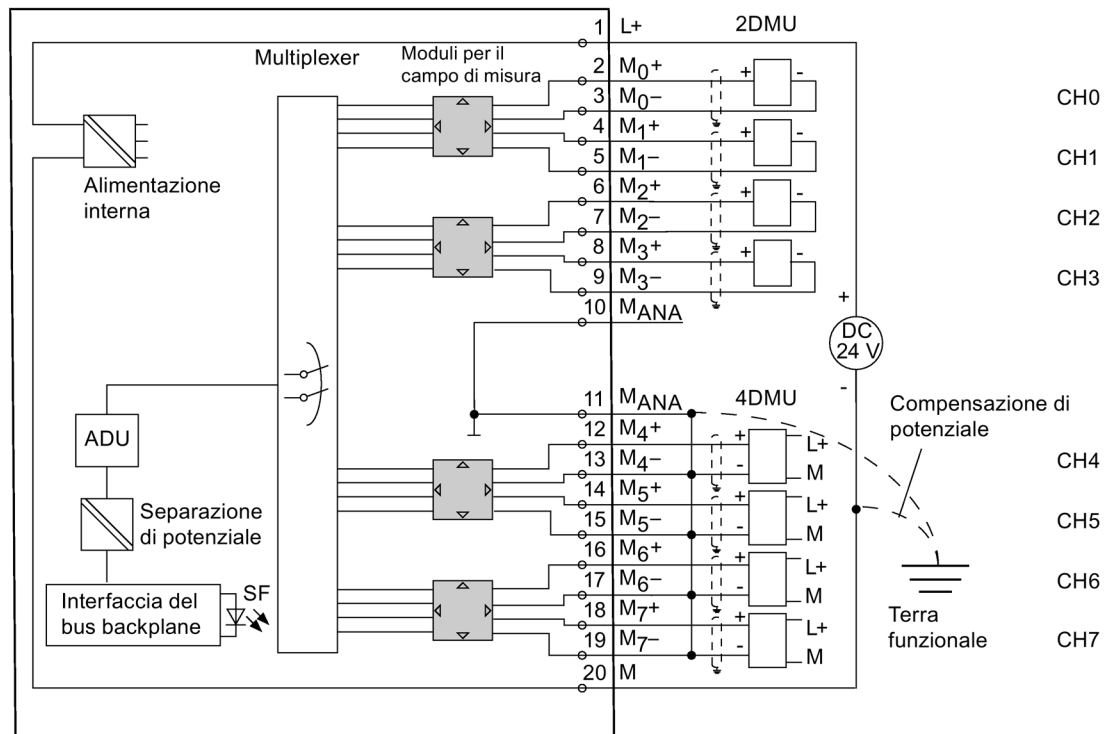 1 L+ 2DMU
Multiplexer
Moduli per il
campo di misura
2 M0+ + -
3 M0− CH0
4 M1+ + -
5 M1− CH1
6 M2+ + -
7 M2− CH2
8 M3+ + -
9 M3− CH3
10 MANA
Alimentazione
interna
+
DC
24 V
-
11 MANA 4DMU
Compensazione di
potenziale
ADU
12 M4+ + L+
13 M4− - M CH4
14 M5+ + L+
15 M5− - M CH5
Separazione
di potenziale
16 M6+ + L+
17 M6− - M CH6
SF
Interfaccia del
bus backplane
18 M7+ + L+
19 M7− - M CH7
Terra
funzionale
20 M